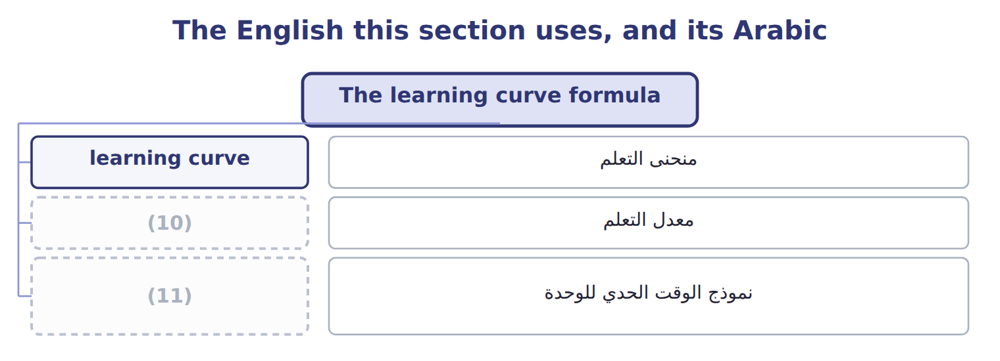 The English this section uses, and its Arabic
The learning curve formula
learning curve
منحنى التعلم
(10)
معدل التعلم
(11)
نموذج الوقت الحدي للوحدة